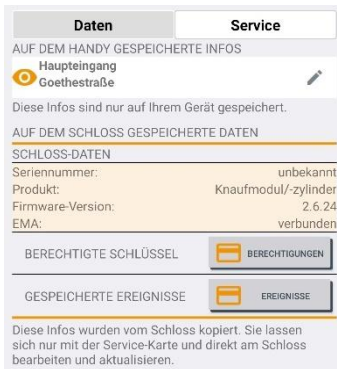 Daten Service
AUF DEM HANDY GESPEICHERTE INFOS
Haupteingang
Goethestraße
Diese Infos sind nur auf Ihrem Gerät gespeichert.
AUF DEM SCHLOSS GESPEICHERTE DATEN
SCHLOSS-DATEN
Seriennummer: unbekannt
Produkt: Knaufmodul/-zylinder
Firmware-Version: 2.6.24
EMA: verbunden
BERECHTIGTE SCHLÜSSEL BERECHTIGUNGEN
GESPEICHERTE EREIGNISSE EREIGNISSE
Diese Infos wurden vom Schloss kopiert. Sie lassen
sich nur mit der Service-Karte und direkt am Schloss
bearbeiten und aktualisieren.